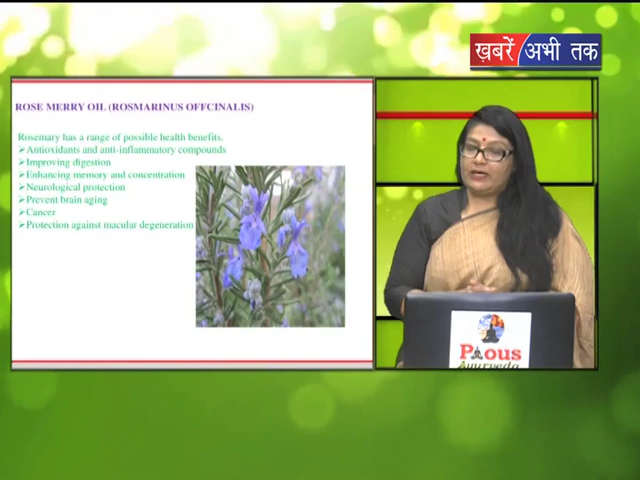 ख़बरें अभी तक
ROSE MERRY OIL (ROSMARINUS OFFCINALIS)
Rosemary has a range of possible health benefits.
➢Antioxidants and anti-inflammatory compounds
➢Improving digestion
➢Enhancing memory and concentration
➢Neurological protection
➢Prevent brain aging
➢Cancer
➢Protection against macular degeneration
Pious
Ayurveda